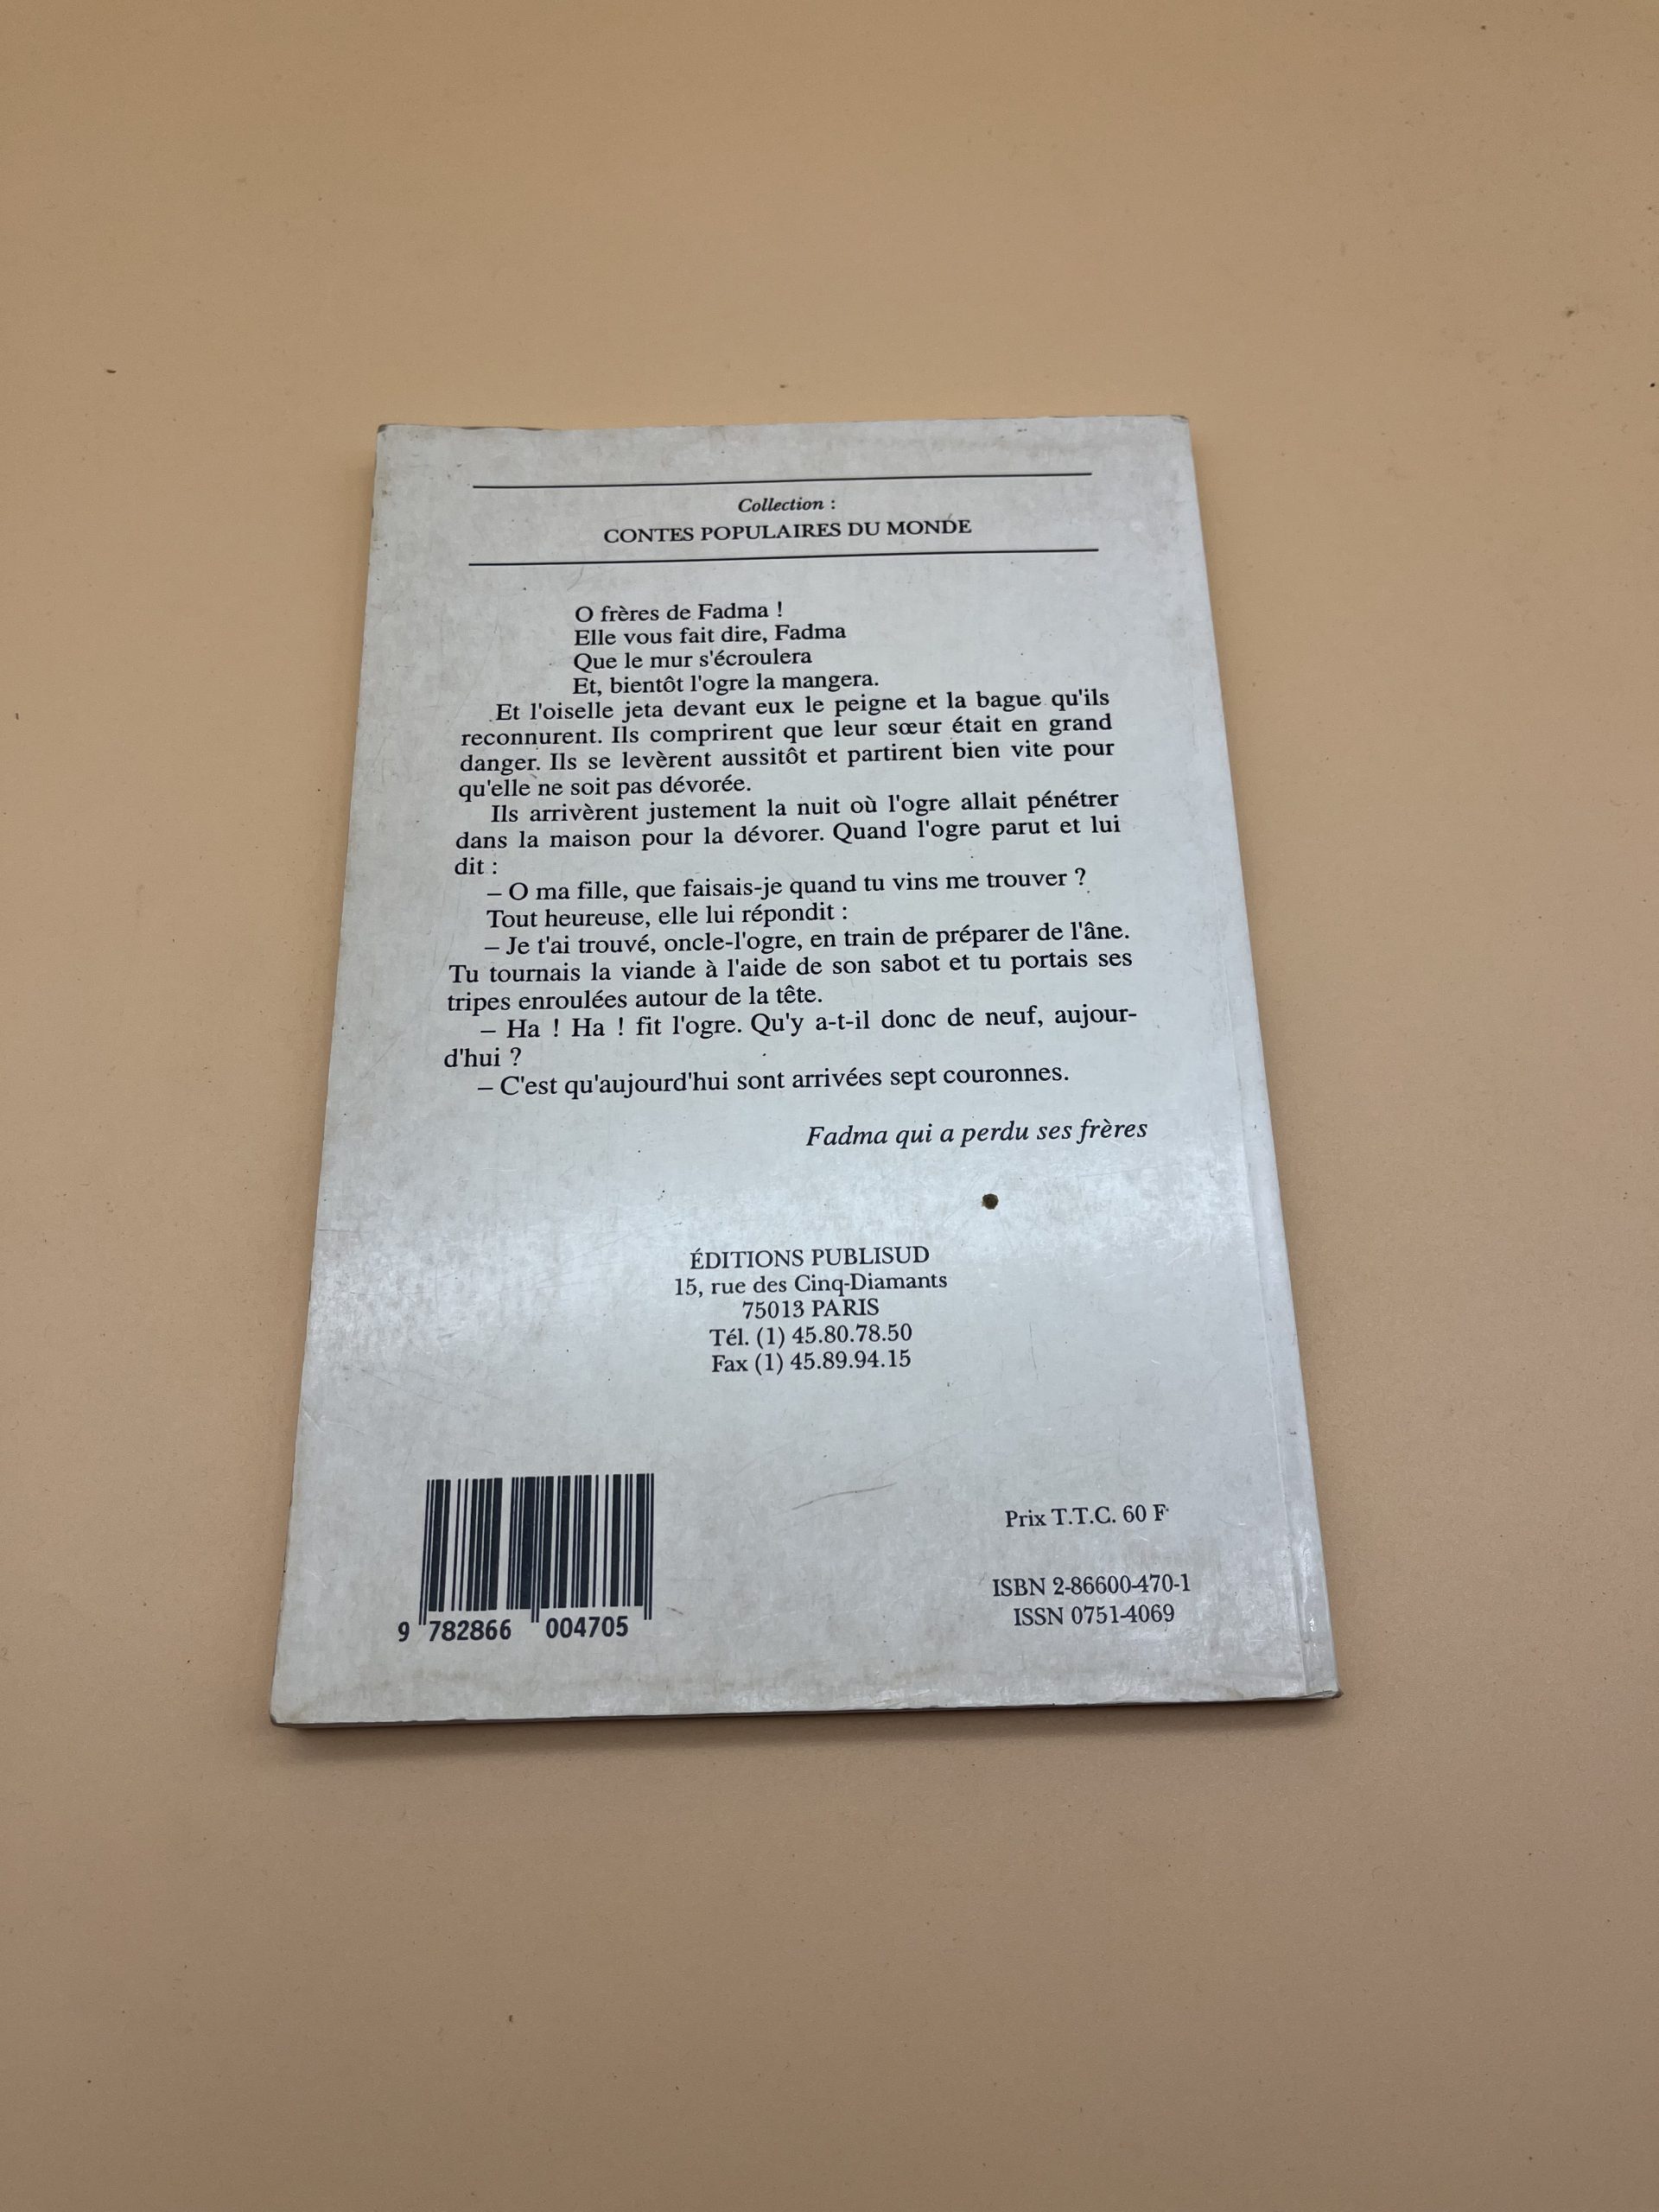 Collection :
CONTES POPULAIRES DU MONDE
O frères de Fadma !
Elle vous fait dire, Fadma
Que le mur s'écroulera
Et, bientôt l'ogre la mangera.
Et l'oiselle jeta devant eux le peigne et la bague qu'ils
reconnurent. Ils comprirent que leur sœur était en grand
danger. Ils se levèrent aussitôt et partirent bien vite pour
qu'elle ne soit pas dévorée.
Ils arrivèrent justement la nuit où l'ogre allait pénétrer
dans la maison pour la dévorer. Quand l'ogre parut et lui
dit :
– O ma fille, que faisais-je quand tu vins me trouver ?
Tout heureuse, elle lui répondit :
– Je t'ai trouvé, oncle-l'ogre, en train de préparer de l'âne.
Tu tournais la viande à l'aide de son sabot et tu portais ses
tripes enroulées autour de la tête.
– Ha ! Ha ! fit l'ogre. Qu'y a-t-il donc de neuf, aujour-
d'hui ?
– C'est qu'aujourd'hui sont arrivées sept couronnes.
Fadma qui a perdu ses frères
ÉDITIONS PUBLISUD
15, rue des Cinq-Diamants
75013 PARIS
Tél. (1) 45.80.78.50
Fax (1) 45.89.94.15
Prix T.T.C. 60 F
ISBN 2-86600-470-1
ISSN 0751-4069
9 782866 004705